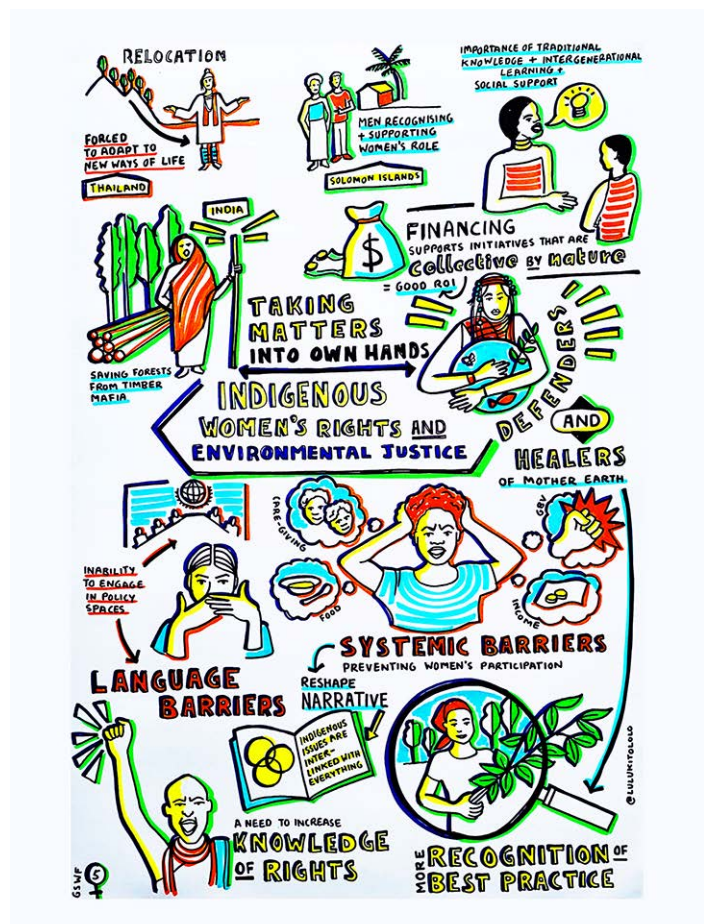 RELOCATION
FORCED
TO ADAPT TO
NEW WAYS OF LIFE
THAILAND
MEN RECOGNISING
+ SUPPORTING
WOMEN'S ROLE
SOLOMON ISLANDS
IMPORTANCE OF TRADITIONAL
KNOWLEDGE + INTERGENERATIONAL
LEARNING +
SOCIAL SUPPORT
INDIA
SAVING FORESTS
FROM TIMBER
MAFIA
$
FINANCING
SUPPORTS INITIATIVES THAT ARE
COLLECTIVE BY NATURE
= GOOD ROI
TAKING
MATTERS
INTO OWN HANDS
DEFENDERS
AND
HEALERS
OF MOTHER EARTH
INDIGENOUS
WOMEN'S RIGHTS AND
ENVIRONMENTAL JUSTICE
INABILITY
TO ENGAGE
IN POLICY
SPACES
LANGUAGE
BARRIERS
CARE-GIVING
FOOD
GBV
INCOME
SYSTEMIC BARRIERS
PREVENTING WOMEN'S PARTICIPATION
RESHAPE
NARRATIVE
INDIGENOUS
ISSUES ARE
INTER-
LINKED WITH
EVERYTHING
A NEED TO INCREASE
KNOWLEDGE
OF RIGHTS
MORE RECOGNITION OF
BEST PRACTICE
@LULUKITOLOLO
GSWF
5